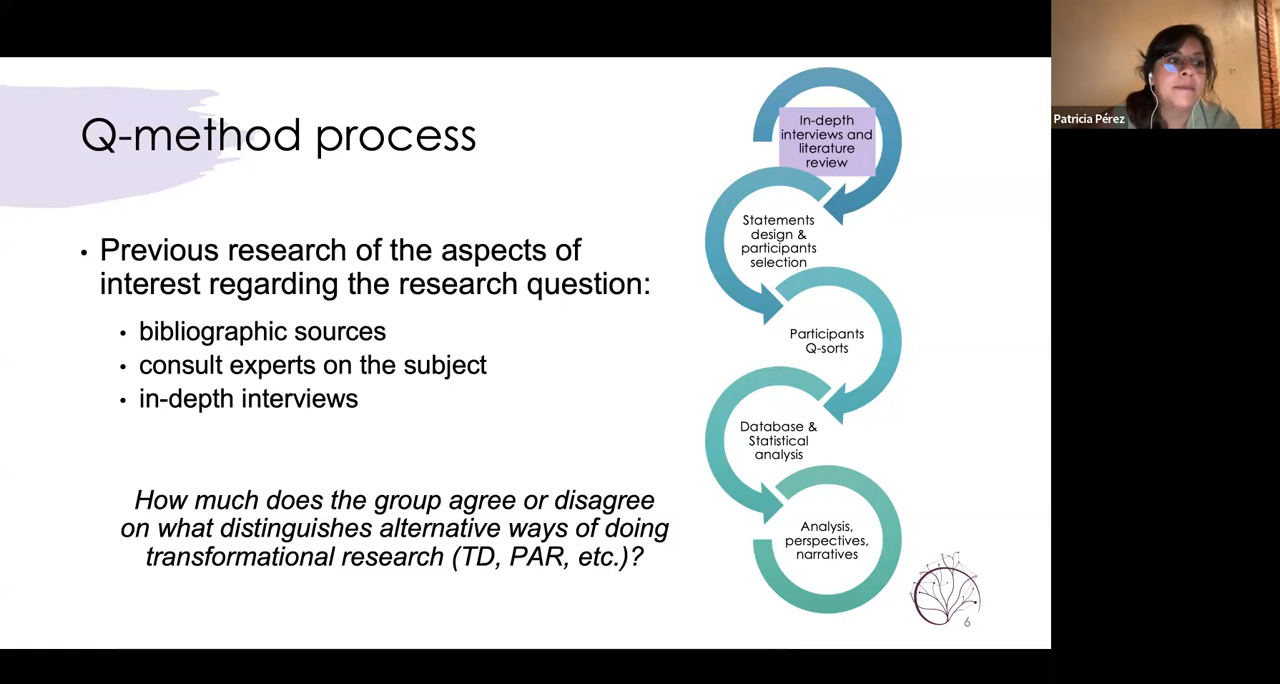 Q-method process
• Previous research of the aspects of
interest regarding the research question:
• bibliographic sources
• consult experts on the subject
• in-depth interviews
How much does the group agree or disagree
on what distinguishes alternative ways of doing
transformational research (TD, PAR, etc.)?
In-depth
interviews and
literature
review
Statements
design &
participants
selection
Participants
Q-sorts
Database &
Statistical
analysis
Analysis,
perspectives,
narratives
6
Patricia Pérez